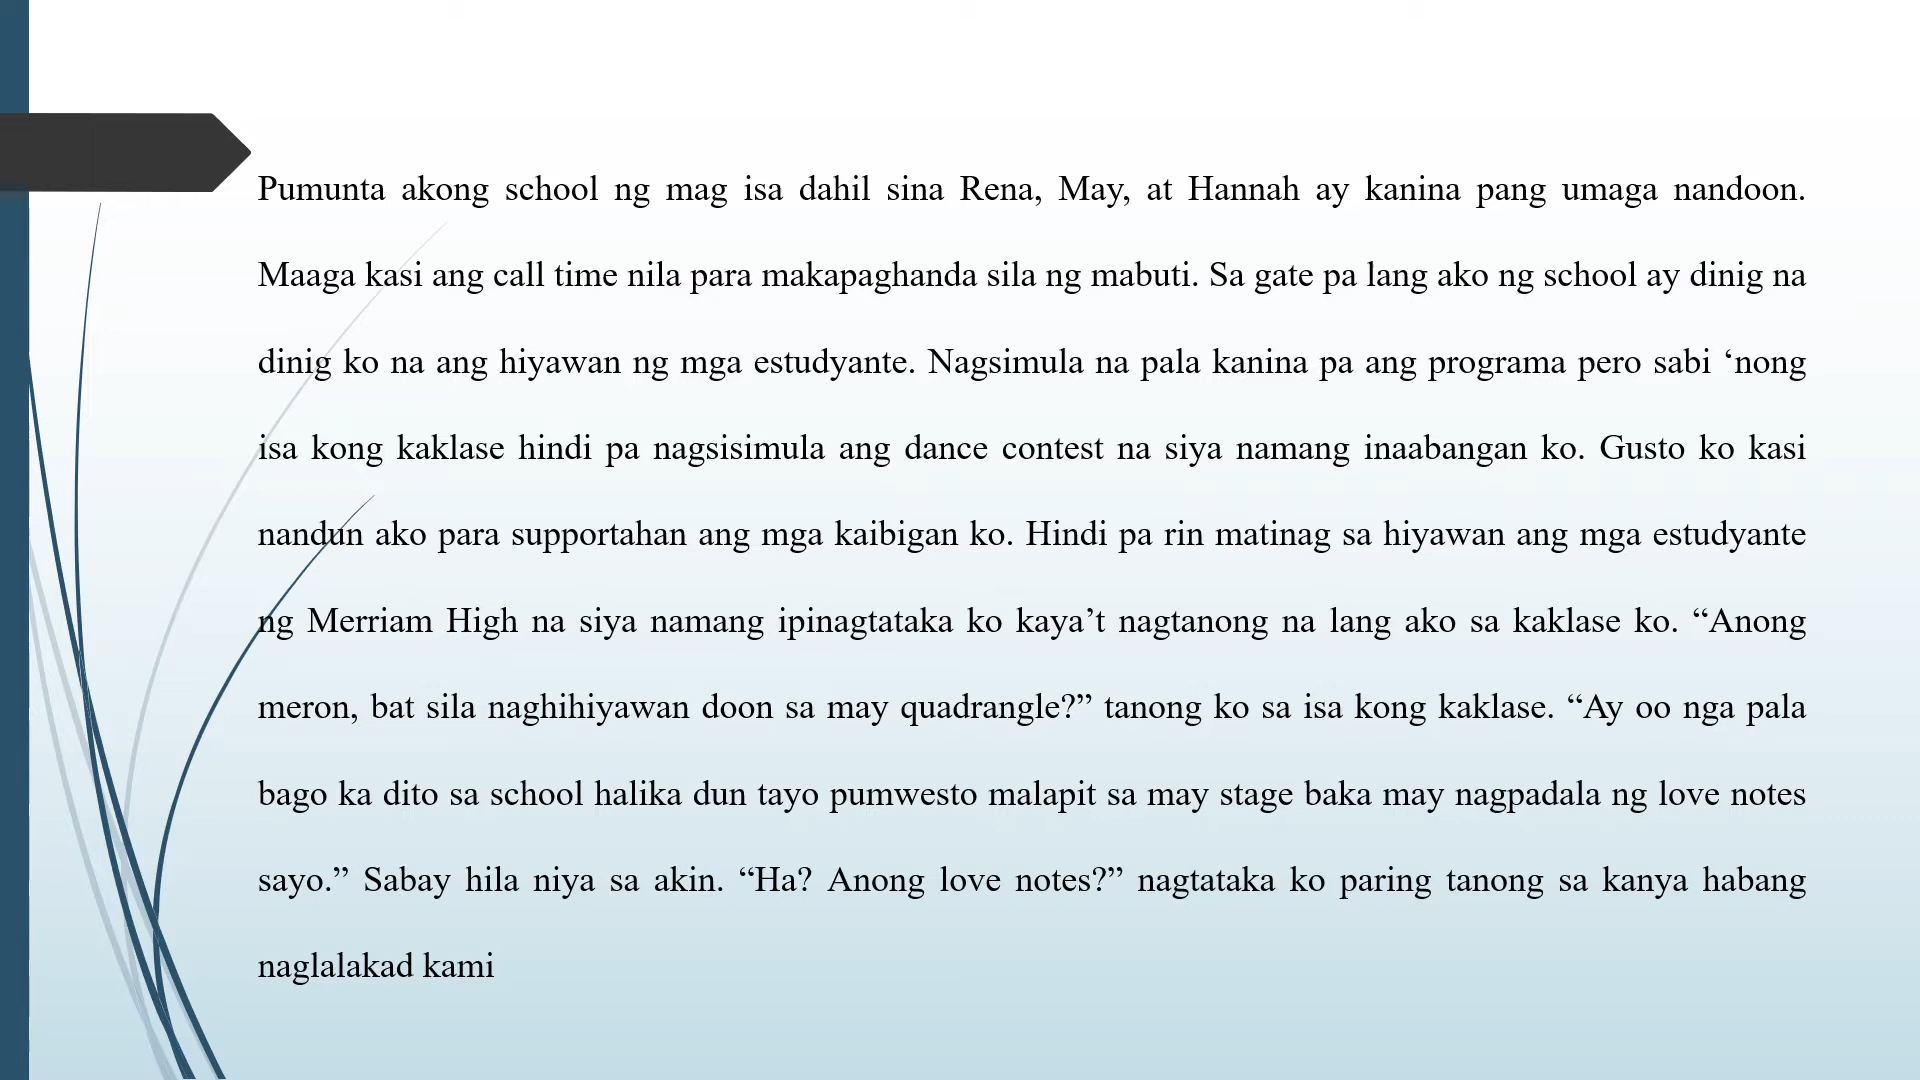 Pumunta akong school ng mag isa dahil sina Rena, May, at Hannah ay kanina pang umaga nandoon.
Maaga kasi ang call time nila para makapaghanda sila ng mabuti. Sa gate pa lang ako ng school ay dinig na
dinig ko na ang hiyawan ng mga estudyante. Nagsimula na pala kanina pa ang programa pero sabi ‘nong
isa kong kaklase hindi pa nagsisimula ang dance contest na siya namang inaabangan ko. Gusto ko kasi
nandun ako para supportahan ang mga kaibigan ko. Hindi pa rin matinag sa hiyawan ang mga estudyante
ng Merriam High na siya namang ipinagtataka ko kaya’t nagtanong na lang ako sa kaklase ko. “Anong
meron, bat sila naghihiyawan doon sa may quadrangle?” tanong ko sa isa kong kaklase. “Ay oo nga pala
bago ka dito sa school halika dun tayo pumwesto malapit sa may stage baka may nagpadala ng love notes
sayo.” Sabay hila niya sa akin. “Ha? Anong love notes?” nagtataka ko paring tanong sa kanya habang
naglalakad kami